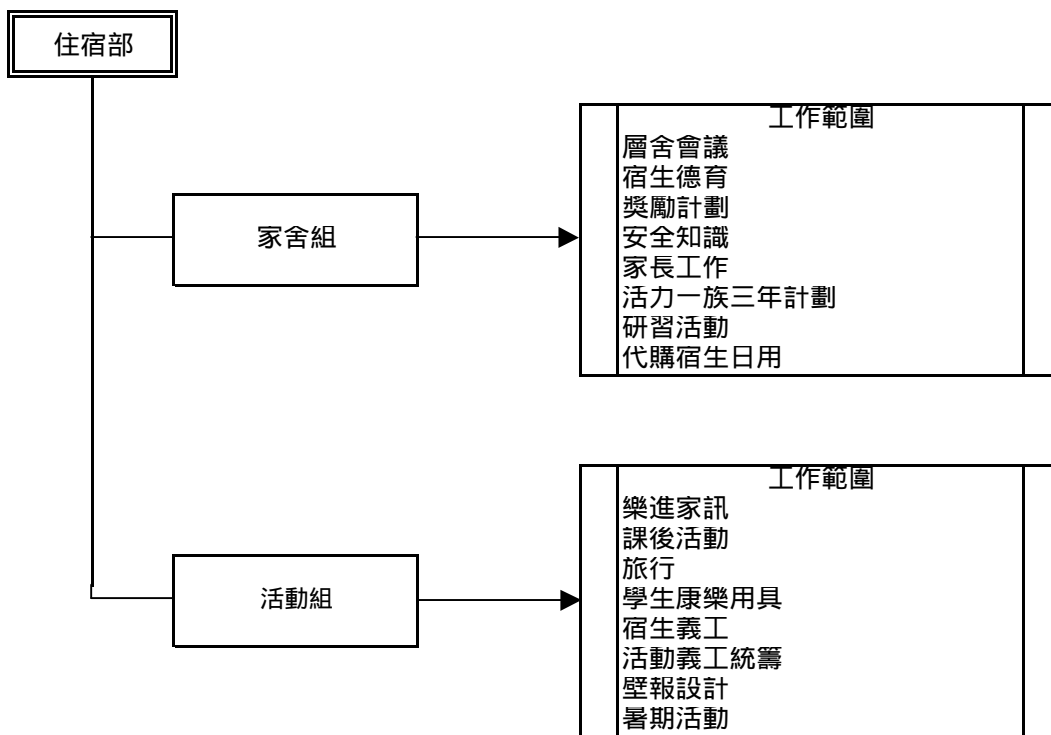 住宿部
家舍組
工作範圍
層舍會議
宿生德育
獎勵計劃
安全知識
家長工作
活力一族三年計劃
研習活動
代購宿生日用
活動組
工作範圍
樂進家訊
課後活動
旅行
學生康樂用具
宿生義工
活動義工統籌
壁報設計
暑期活動